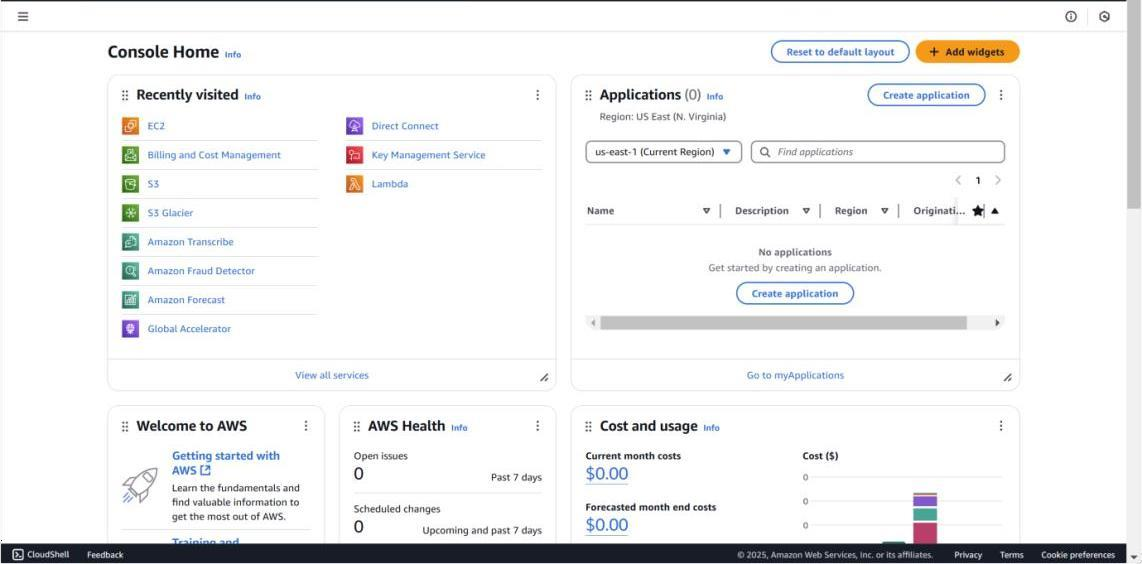 Console Home Info
Reset to default layout
+ Add widgets
Recently visited Info
EC2
Billing and Cost Management
S3
S3 Glacier
Amazon Transcribe
Amazon Fraud Detector
Amazon Forecast
Global Accelerator
Direct Connect
Key Management Service
Lambda
View all services
Applications (0) Info
Create application
Region: US East (N. Virginia)
us-east-1 (Current Region)
Find applications
1
Name Description Region Originati...
No applications
Get started by creating an application.
Create application
Go to myApplications
Welcome to AWS
Getting started with
AWS
Learn the fundamentals and
find valuable information to
get the most out of AWS.
Training and
AWS Health Info
Open issues
0 Past 7 days
Scheduled changes
0 Upcoming and past 7 days
Cost and usage Info
Current month costs
$0.00
Forecasted month end costs
$0.00
Cost ($)
0
0
0
CloudShell Feedback © 2025, Amazon Web Services, Inc. or its affiliates. Privacy Terms Cookie preferences